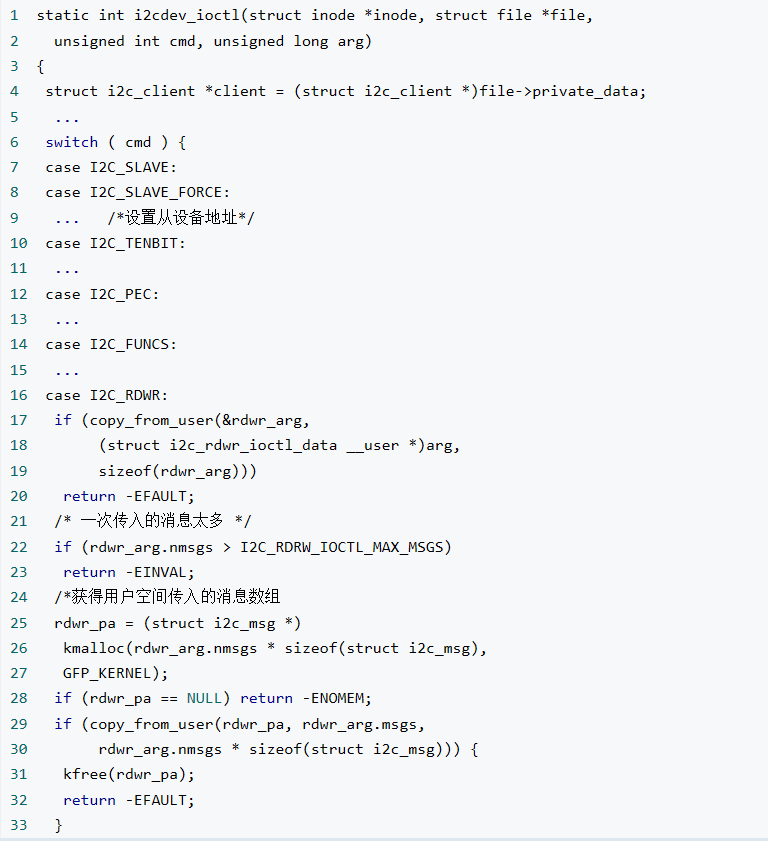 1 static int i2cdev_ioctl(struct inode *inode, struct file *file,
2 unsigned int cmd, unsigned long arg)
3 {
4 struct i2c_client *client = (struct i2c_client *)file->private_data;
5 ...
6 switch ( cmd ) {
7 case I2C_SLAVE:
8 case I2C_SLAVE_FORCE:
9 ... /*设置从设备地址*/
10 case I2C_TENBIT:
11 ...
12 case I2C_PEC:
13 ...
14 case I2C_FUNCS:
15 ...
16 case I2C_RDWR:
17 if (copy_from_user(&rdwr_arg,
18 (struct i2c_rdwr_ioctl_data __user *)arg,
19 sizeof(rdwr_arg)))
20 return -EFAULT;
21 /* 一次传入的消息太多 */
22 if (rdwr_arg.nmsgs > I2C_RDRW_IOCTL_MAX_MSGS)
23 return -EINVAL;
24 /*获得用户空间传入的消息数组
25 rdwr_pa = (struct i2c_msg *)
26 kmalloc(rdwr_arg.nmsgs * sizeof(struct i2c_msg),
27 GFP_KERNEL);
28 if (rdwr_pa == NULL) return -ENOMEM;
29 if (copy_from_user(rdwr_pa, rdwr_arg.msgs,
30 rdwr_arg.nmsgs * sizeof(struct i2c_msg))) {
31 kfree(rdwr_pa);
32 return -EFAULT;
33 }